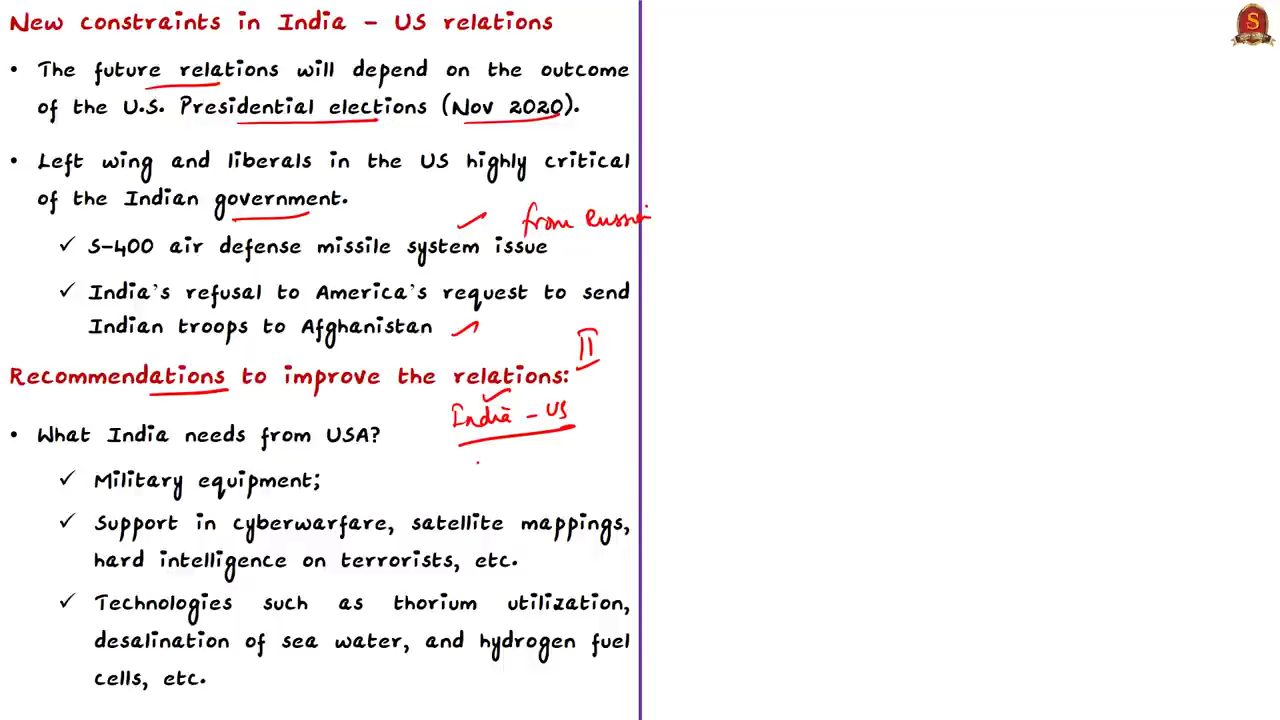 New constraints in India - US relations
• The future relations will depend on the outcome
of the U.S. Presidential elections (Nov 2020).
• Left wing and liberals in the US highly critical
of the Indian government.
from Russia
✓ S-400 air defense missile system issue
✓ India's refusal to America's request to send
Indian troops to Afghanistan
II
Recommendations to improve the relations:
India - US
• What India needs from USA?
✓ Military equipment;
✓ Support in cyberwarfare, satellite mappings,
hard intelligence on terrorists, etc.
✓ Technologies such as thorium utilization,
desalination of sea water, and hydrogen fuel
cells, etc.
S